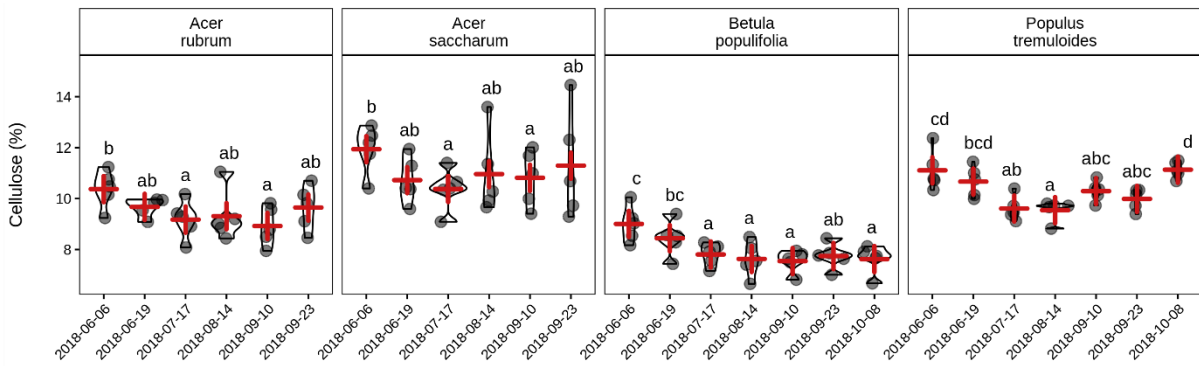 Acer
rubrum
Acer
saccharum
Betula
populifolia
Populus
tremuloides
Cellulose (%)
14
12
10
8
b
ab
a
ab
a
ab
b
ab
a
ab
a
ab
c
bc
a
a
a
ab
a
cd
bcd
ab
a
abc
abc
d
2018-06-06
2018-06-19
2018-07-17
2018-08-14
2018-09-10
2018-09-23
2018-06-06
2018-06-19
2018-07-17
2018-08-14
2018-09-10
2018-09-23
2018-06-06
2018-06-19
2018-07-17
2018-08-14
2018-09-10
2018-09-23
2018-10-08
2018-06-06
2018-06-19
2018-07-17
2018-08-14
2018-09-10
2018-09-23
2018-10-08